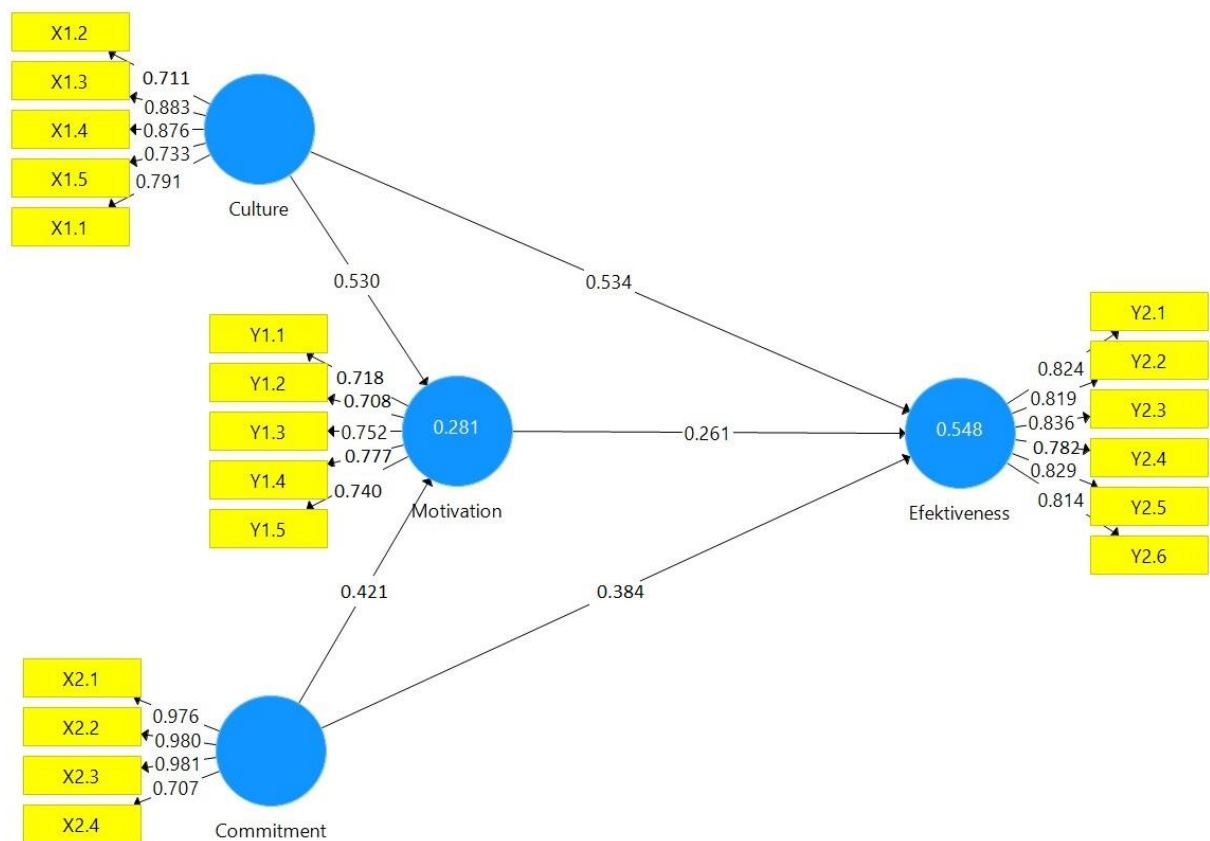 X1.2
X1.3
X1.4
X1.5
X1.1
0.711
0.883
0.876
0.733
0.791
Culture
0.530
0.534
Y1.1
Y1.2
Y1.3
Y1.4
Y1.5
0.718
0.708
0.752
0.777
0.740
0.281
Motivation
0.261
0.548
Efektiveness
0.824
0.819
0.836
0.782
0.829
0.814
Y2.1
Y2.2
Y2.3
Y2.4
Y2.5
Y2.6
0.421
0.384
X2.1
X2.2
X2.3
X2.4
0.976
0.980
0.981
0.707
Commitment